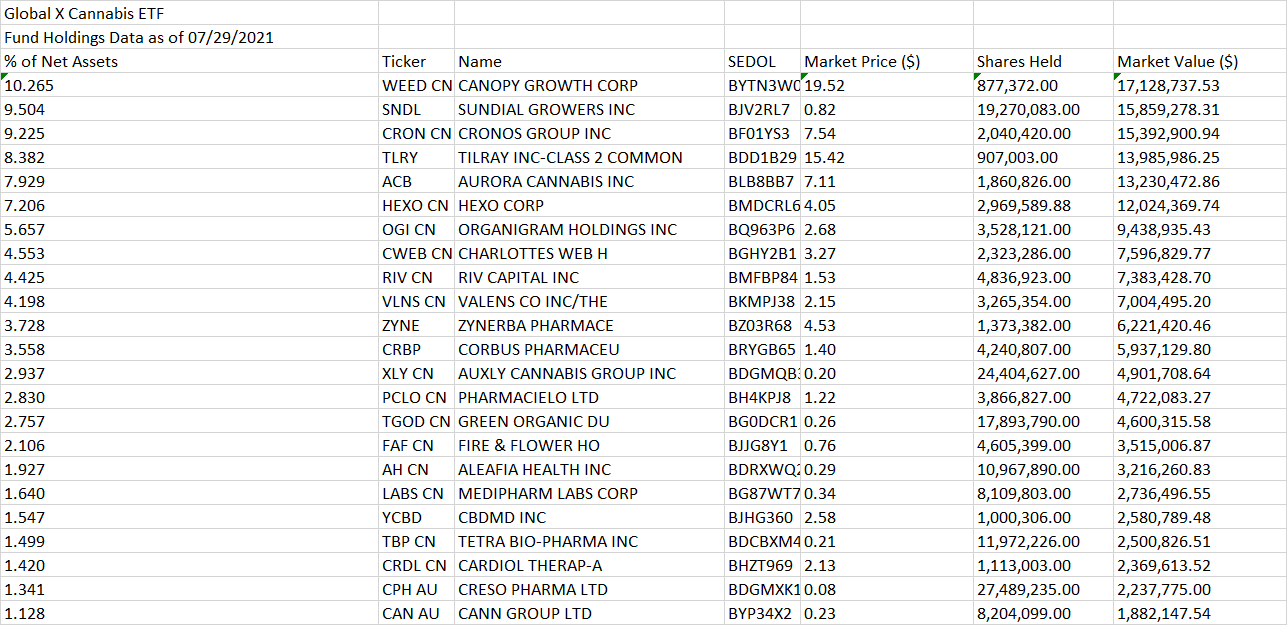 Global X Cannabis ETF
Fund Holdings Data as of 07/29/2021
% of Net Assets Ticker Name SEDOL Market Price ($) Shares Held Market Value ($)
10.265 WEED CN CANOPY GROWTH CORP BYTN3W0 19.52 877,372.00 17,128,737.53
9.504 SNDL SUNDIAL GROWERS INC BJV2RL7 0.82 19,270,083.00 15,859,278.31
9.225 CRON CN CRONOS GROUP INC BF01YS3 7.54 2,040,420.00 15,392,900.94
8.382 TLRY TILRAY INC-CLASS 2 COMMON BDD1B29 15.42 907,003.00 13,985,986.25
7.929 ACB AURORA CANNABIS INC BLB8BB7 7.11 1,860,826.00 13,230,472.86
7.206 HEXO CN HEXO CORP BMDCRL6 4.05 2,969,589.88 12,024,369.74
5.657 OGI CN ORGANIGRAM HOLDINGS INC BQ963P6 2.68 3,528,121.00 9,438,935.43
4.553 CWEB CN CHARLOTTES WEB H BGHY2B1 3.27 2,323,286.00 7,596,829.77
4.425 RIV CN RIV CAPITAL INC BMFBP84 1.53 4,836,923.00 7,383,428.70
4.198 VLNS CN VALENS CO INC/THE BKMPJ38 2.15 3,265,354.00 7,004,495.20
3.728 ZYNE ZYNERBA PHARMACE BZ03R68 4.53 1,373,382.00 6,221,420.46
3.558 CRBP CORBUS PHARMACEU BRYGB65 1.40 4,240,807.00 5,937,129.80
2.937 XLY CN AUXLY CANNABIS GROUP INC BDGMQB 0.20 24,404,627.00 4,901,708.64
2.830 PCLO CN PHARMACIELO LTD BH4KPJ8 1.22 3,866,827.00 4,722,083.27
2.757 TGOD CN GREEN ORGANIC DU BG0DCR1 0.26 17,893,790.00 4,600,315.58
2.106 FAF CN FIRE & FLOWER HO BJJG8Y1 0.76 4,605,399.00 3,515,006.87
1.927 AH CN ALEAFIA HEALTH INC BDRXWQ 0.29 10,967,890.00 3,216,260.83
1.640 LABS CN MEDIPHARM LABS CORP BG87WT7 0.34 8,109,803.00 2,736,496.55
1.547 YCBD CBDMD INC BJHG360 2.58 1,000,306.00 2,580,789.48
1.499 TBP CN TETRA BIO-PHARMA INC BDCBXM4 0.21 11,972,226.00 2,500,826.51
1.420 CRDL CN CARDIOL THERAP-A BHZT969 2.13 1,113,003.00 2,369,613.52
1.341 CPH AU CRESO PHARMA LTD BDGMXK1 0.08 27,489,235.00 2,237,775.00
1.128 CAN AU CANN GROUP LTD BYP34X2 0.23 8,204,099.00 1,882,147.54